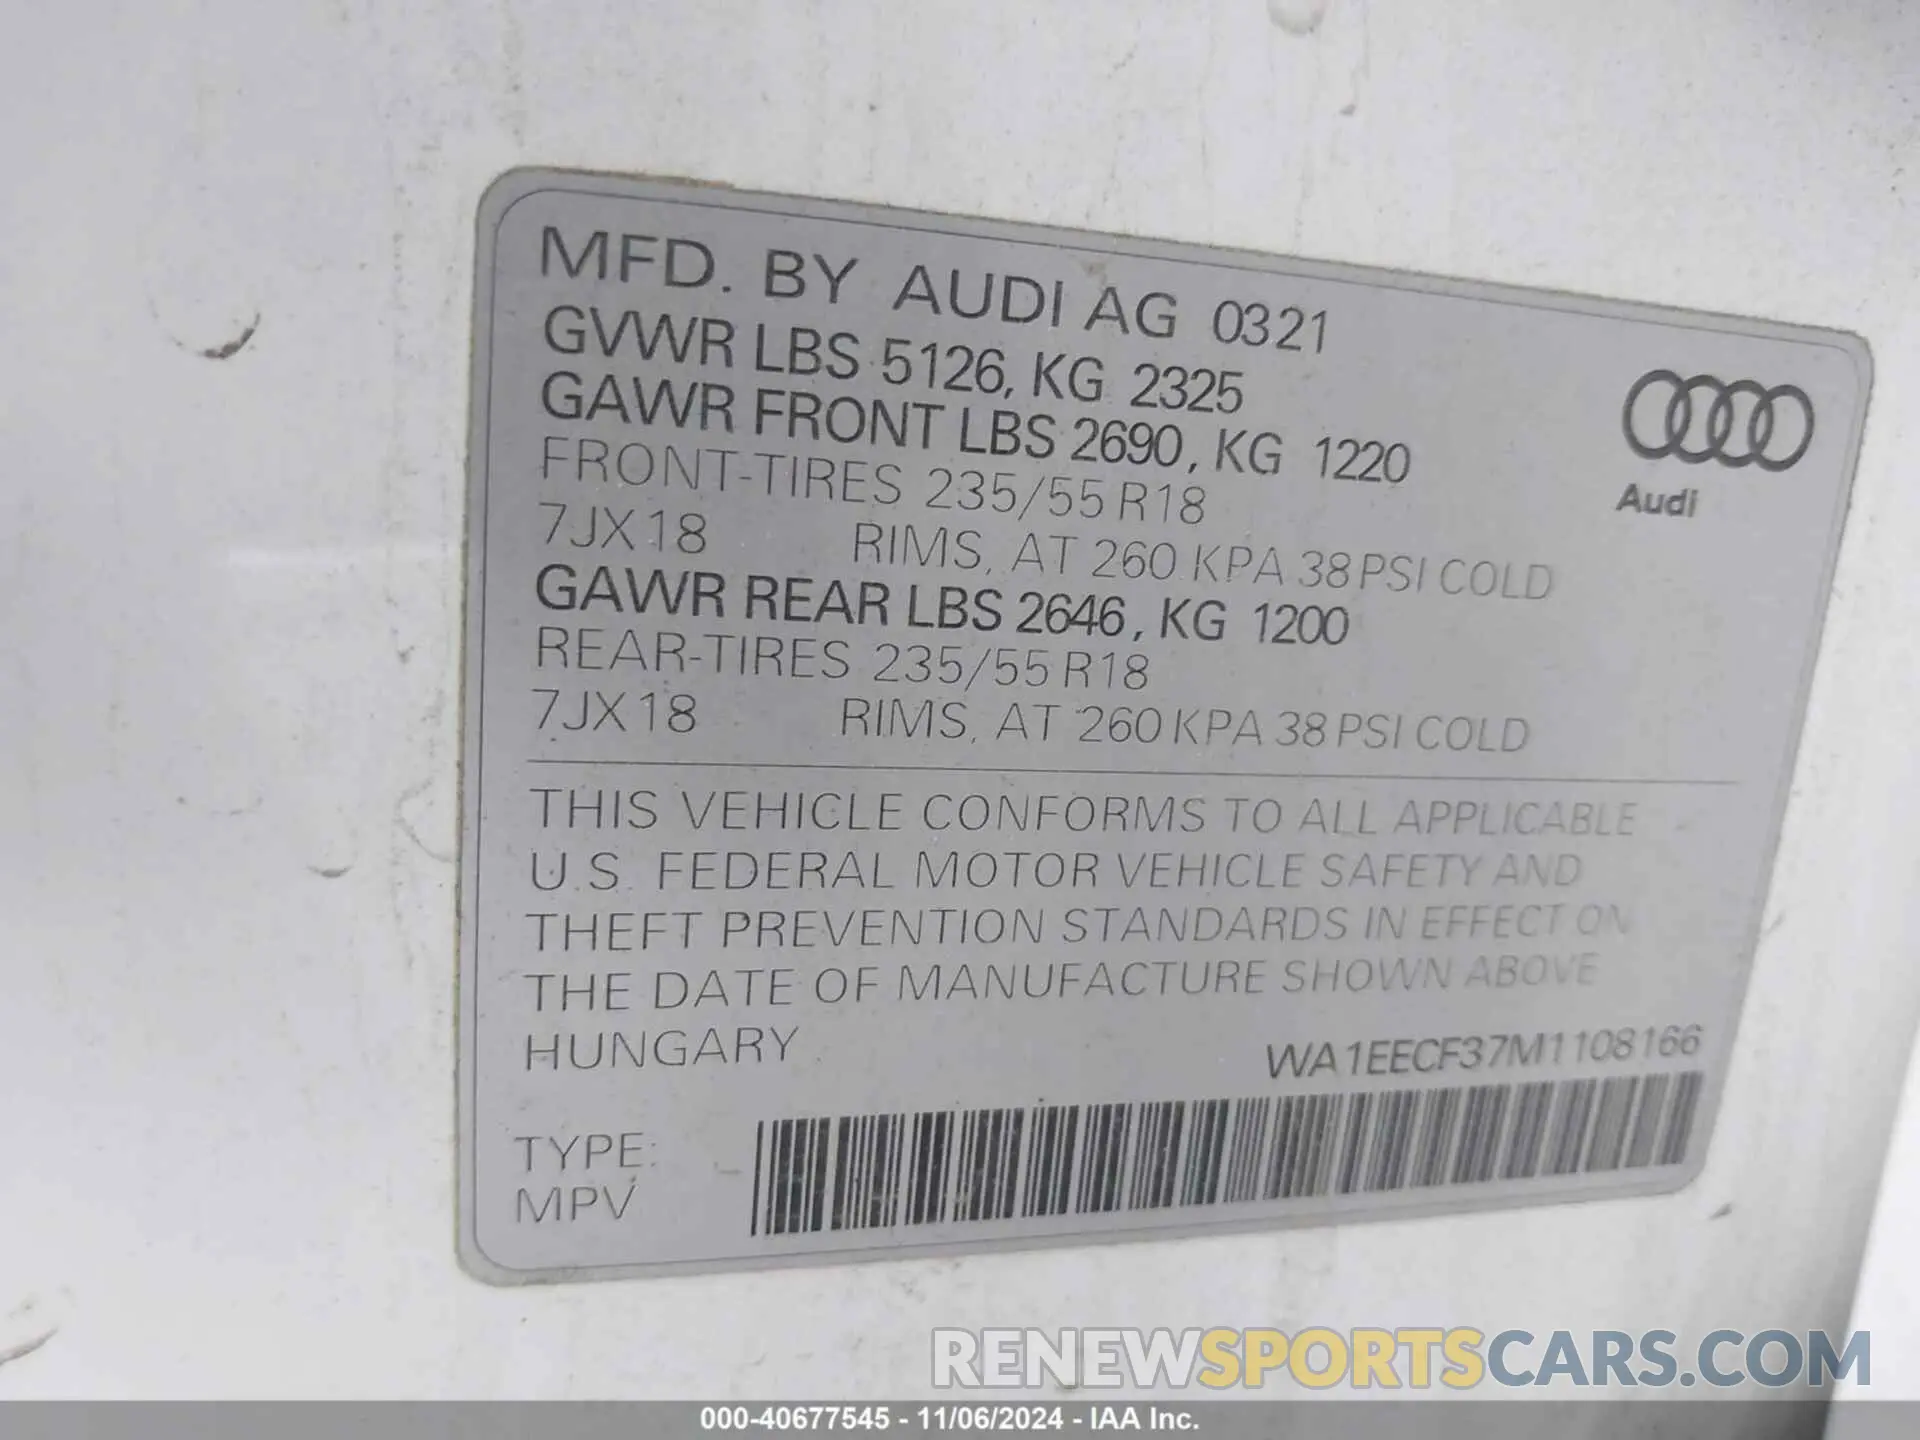 MFD. BY AUDI AG 0321
GVWR LBS 5126, KG 2325
GAWR FRONT LBS 2690, KG 1220
FRONT-TIRES 235/55 R18
7JX18 RIMS, AT 260 KPA 38 PSI COLD
GAWR REAR LBS 2646, KG 1200
REAR-TIRES 235/55 R18
7JX18 RIMS, AT 260 KPA 38 PSI COLD
Audi
THIS VEHICLE CONFORMS TO ALL APPLICABLE
U.S. FEDERAL MOTOR VEHICLE SAFETY AND
THEFT PREVENTION STANDARDS IN EFFECT ON
THE DATE OF MANUFACTURE SHOWN ABOVE
HUNGARY WA1EECF37M1108166
TYPE:
MPV
RENEWSPORTSCARS.COM
000-40677545 - 11/06/2024 - IAA Inc.